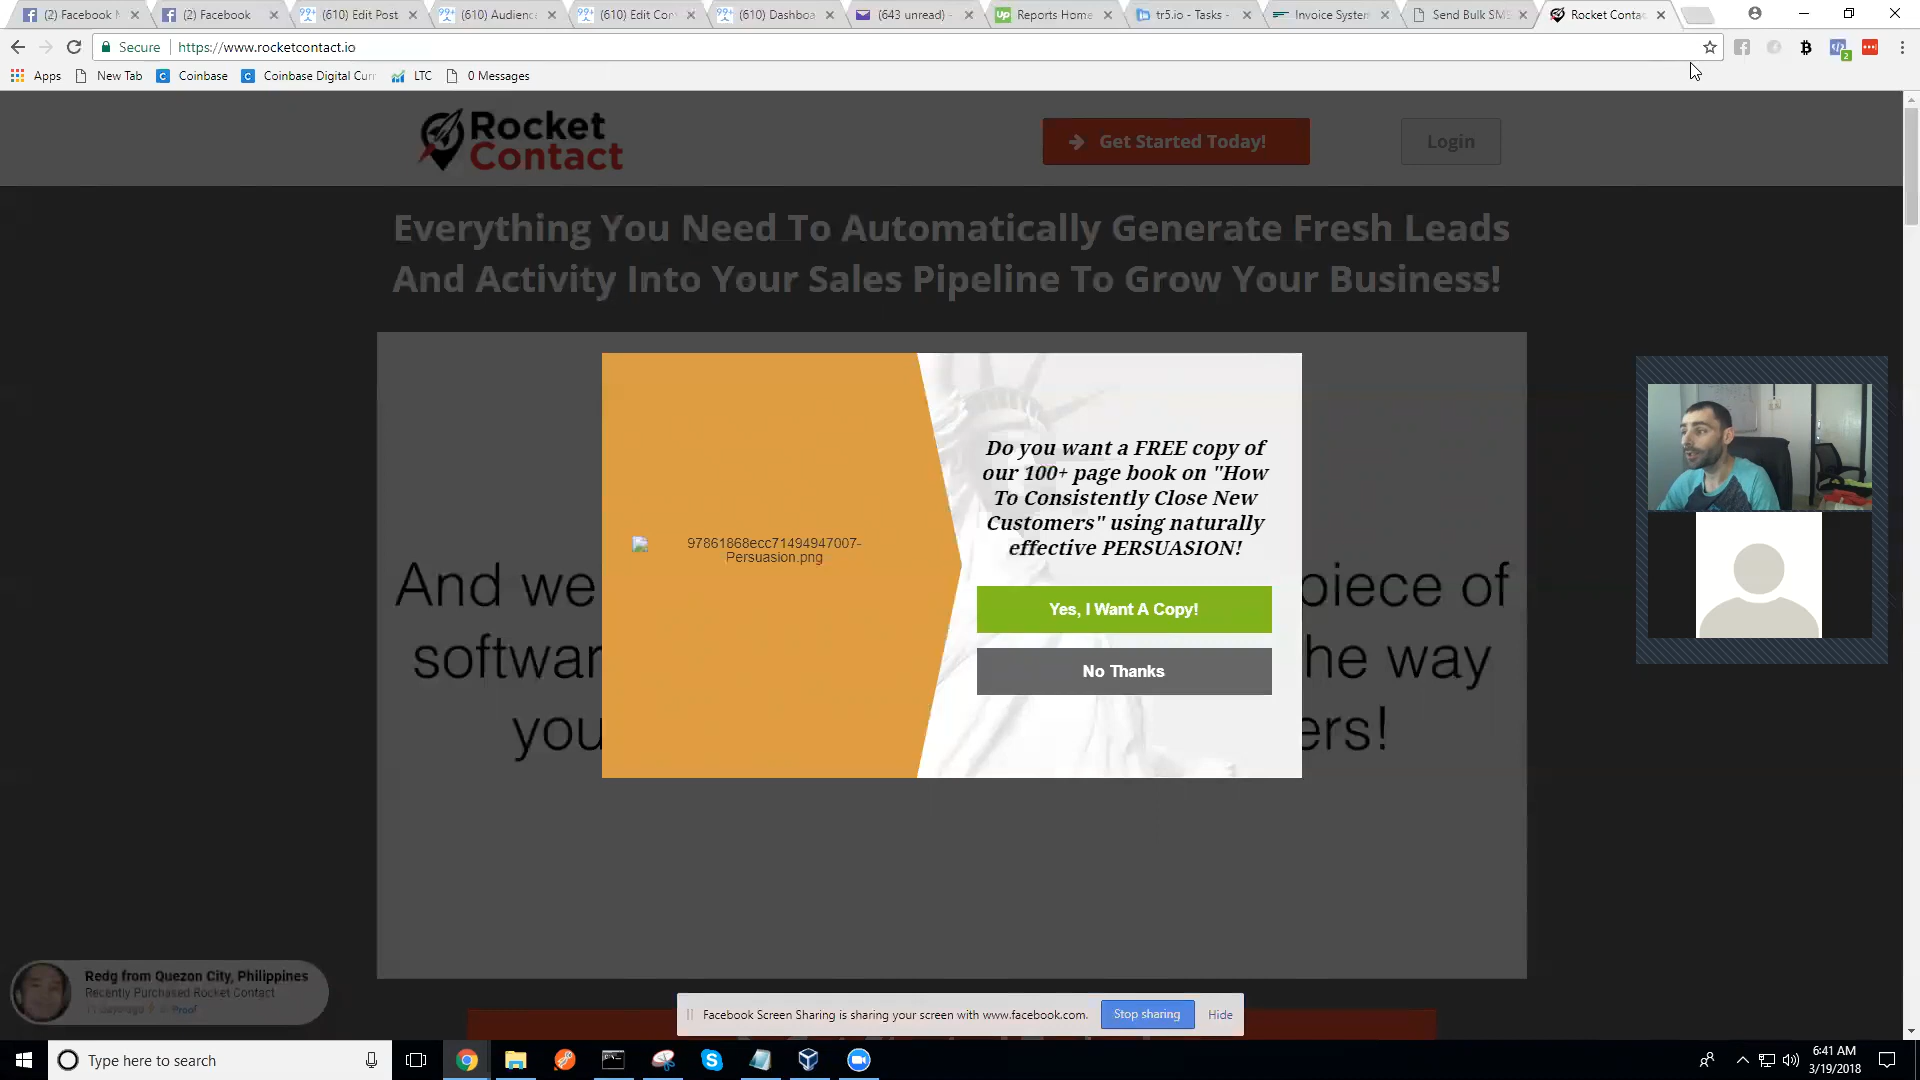 (2) Facebook
(2) Facebook
(610) Edit Post
(610) Audienc
(610) Edit Con
(610) Dashboa
(643 unread) -
Up Reports Home
tr5.io - Tasks -
Invoice System
Send Bulk SMS
Rocket Contac
Secure https://www.rocketcontact.io
Apps New Tab Coinbase Coinbase Digital Curr LTC 0 Messages
Rocket
Contact
Get Started Today!
Login
Everything You Need To Automatically Generate Fresh Leads
And Activity Into Your Sales Pipeline To Grow Your Business!
Do you want a FREE copy of
our 100+ page book on "How
To Consistently Close New
Customers" using naturally
effective PERSUASION!
97861868ecc71494947007-
Persuasion.png
Yes, I Want A Copy!
No Thanks
And we piece of
softwar he way
you ers!
Redg from Quezon City, Philippines
Recently Purchased Rocket Contact
Proof
Facebook Screen Sharing is sharing your screen with www.facebook.com.
Stop sharing
Hide
Type here to search
6:41 AM
3/19/2018